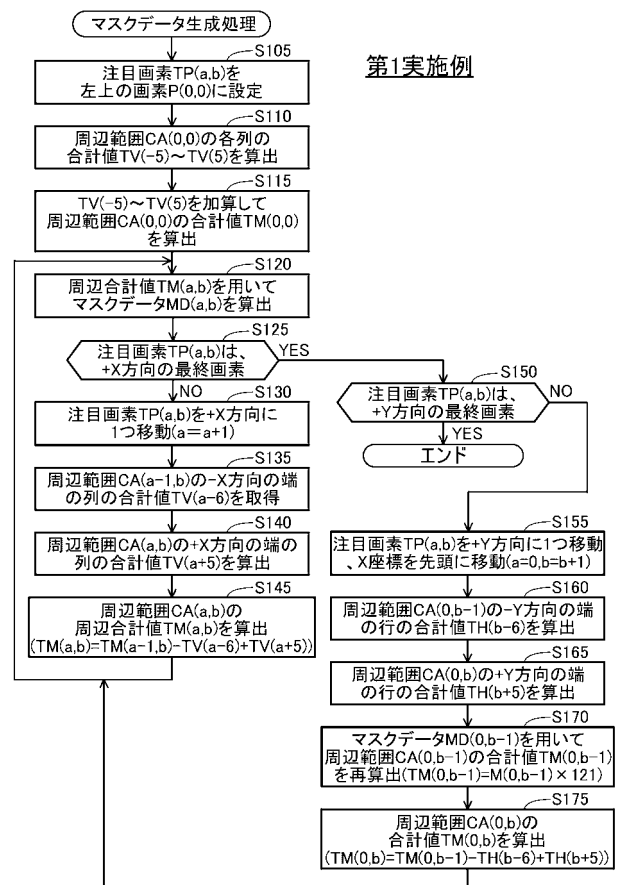 マスクデータ生成処理
第1実施例
S105
注目画素TP(a,b)を
左上の画素P(0,0)に設定
S110
周辺範囲CA(0,0)の各列の
合計値TV(-5)～TV(5)を算出
S115
TV(-5)～TV(5)を加算して
周辺範囲CA(0,0)の合計値TM(0,0)
を算出
S120
周辺合計値TM(a,b)を用いて
マスクデータMD(a,b)を算出
S125
注目画素TP(a,b)は、
+X方向の最終画素
YES
NO
S130
注目画素TP(a,b)を+X方向に
1つ移動(a=a+1)
S135
周辺範囲CA(a-1,b)の-X方向の端
の列の合計値TV(a-6)を取得
S140
周辺範囲CA(a,b)の+X方向の端の
列の合計値TV(a+5)を算出
S145
周辺範囲CA(a,b)の
周辺合計値TM(a,b)を算出
(TM(a,b)=TM(a-1,b)-TV(a-6)+TV(a+5))
S150
注目画素TP(a,b)は、
+Y方向の最終画素
NO
YES
エンド
S155
注目画素TP(a,b)を+Y方向に1つ移動
、X座標を先頭に移動(a=0,b=b+1)
S160
周辺範囲CA(0,b-1)の-Y方向の端
の行の合計値TH(b-6)を算出
S165
周辺範囲CA(0,b)の+Y方向の端
の行の合計値TH(b+5)を算出
S170
マスクデータMD(0,b-1)を用いて
周辺範囲CA(0,b-1)の合計値TM(0,b-1)
を再算出(TM(0,b-1)=M(0,b-1)×121)
S175
周辺範囲CA(0,b)の
合計値TM(0,b)を算出
(TM(0,b)=TM(0,b-1)-TH(b-6)+TH(b+5))